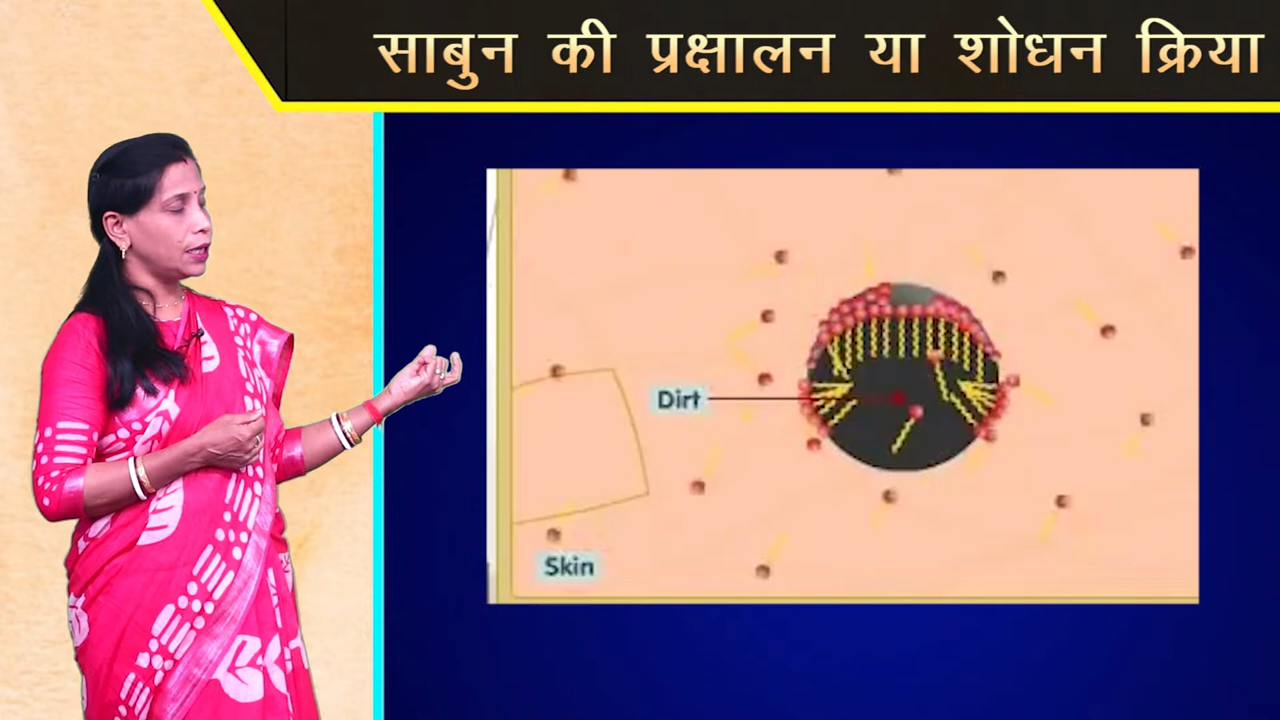 साबुन की प्रक्षालन या शोधन क्रिया
Dirt
Skin